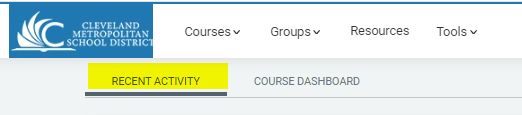 CLEVELAND
METROPOLITAN
SCHOOL DISTRICT
Courses Groups Resources Tools
RECENT ACTIVITY COURSE DASHBOARD